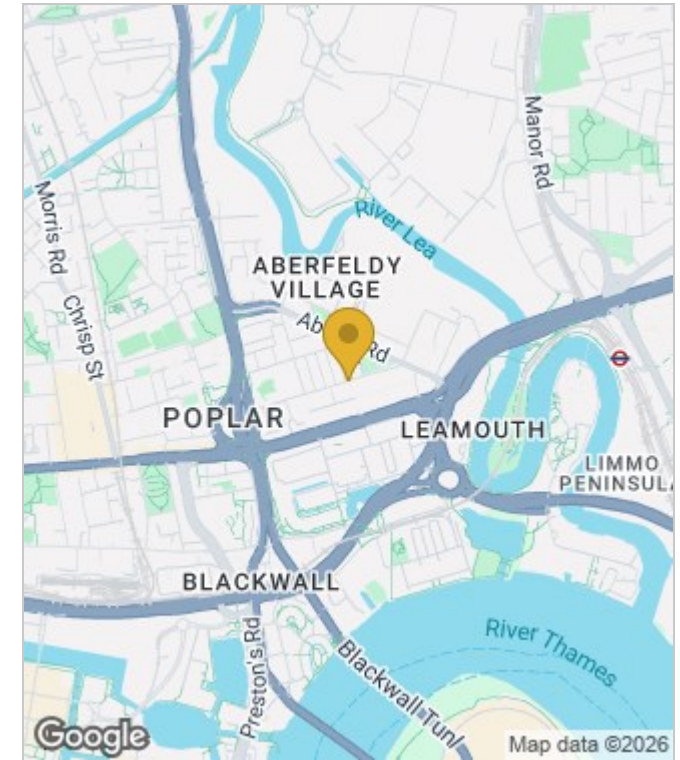 Manor Rd
River Lea
Morris Rd
ABERFELDY
VILLAGE
Chrisp St
Rd
POPLAR
LEAMOUTH
LIMMO
PENINSUL
BLACKWALL
Preston's Rd
River Thames
Blackwall Tun
Google
Map data ©2026